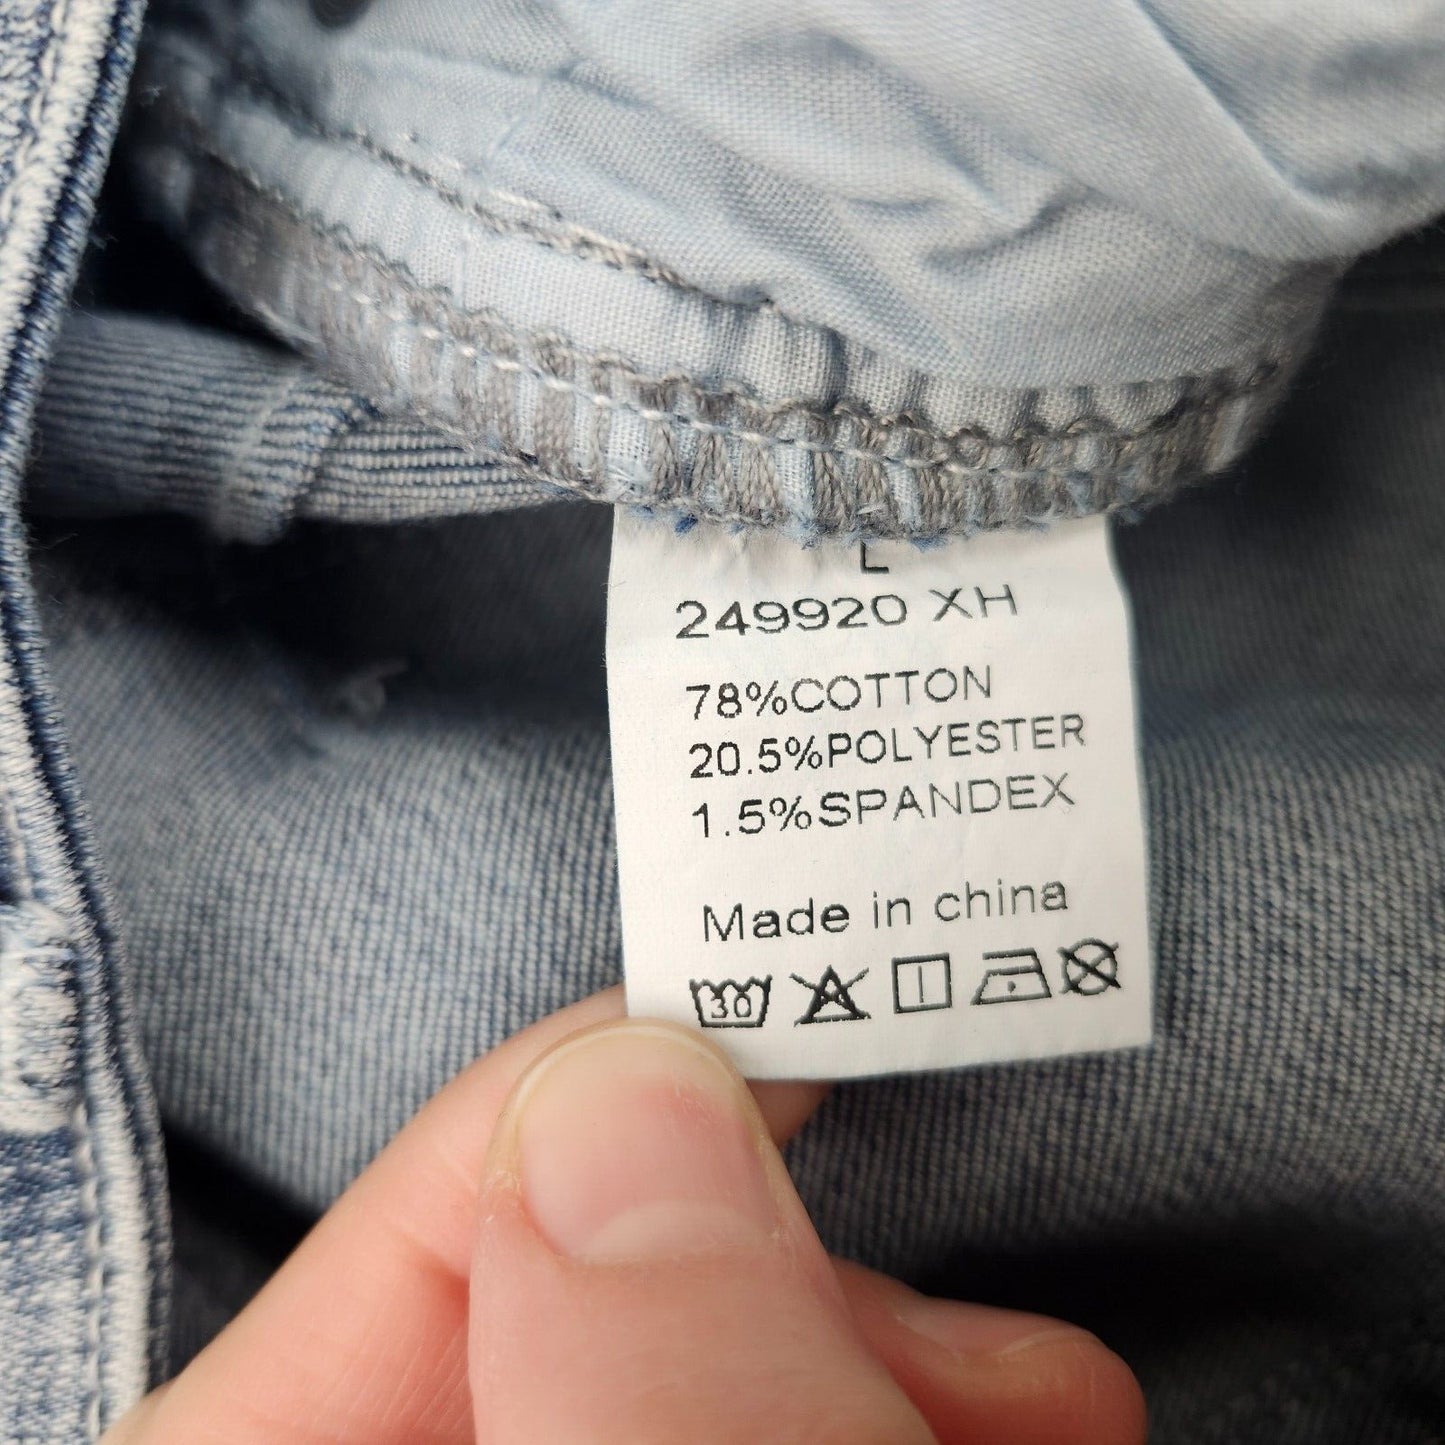 L
249920 XH
78%COTTON
20.5%POLYESTER
1.5%SPANDEX
Made in china
30